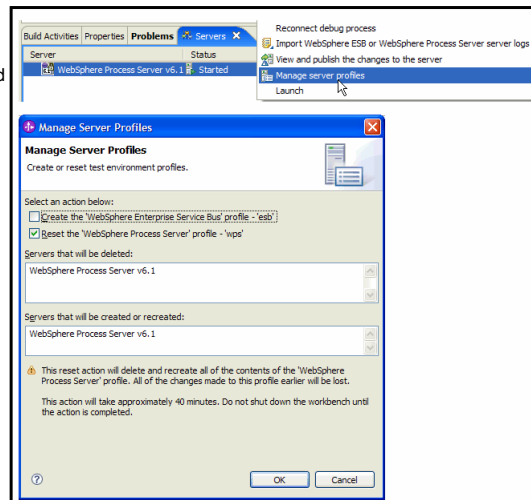 Build Activities Properties Problems Servers
Server Status
WebSphere Process Server v6.1 Started
Reconnect debug process
Import WebSphere ESB or WebSphere Process Server server logs
View and publish the changes to the server
Manage server profiles
Launch
Manage Server Profiles
Manage Server Profiles
Create or reset test environment profiles.
Select an action below:
Create the 'WebSphere Enterprise Service Bus' profile - 'esb'
Reset the 'WebSphere Process Server' profile - 'wps'
Servers that will be deleted:
WebSphere Process Server v6.1
Servers that will be created or recreated:
WebSphere Process Server v6.1
This reset action will delete and recreate all of the contents of the 'WebSphere
Process Server' profile. All of the changes made to this profile earlier will be lost.
This action will take approximately 40 minutes. Do not shut down the workbench until
the action is completed.
OK Cancel